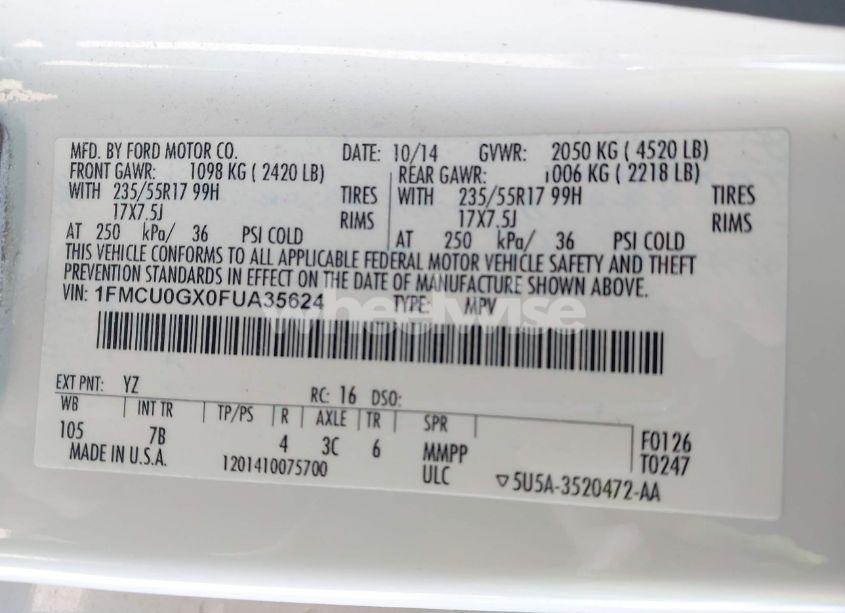 MFD. BY FORD MOTOR CO. DATE: 10/14 GVWR: 2050 KG ( 4520 LB)
FRONT GAWR: 1098 KG ( 2420 LB) REAR GAWR: 1006 KG ( 2218 LB)
WITH 235/55R17 99H TIRES WITH 235/55R17 99H TIRES
17X7.5J RIMS 17X7.5J RIMS
AT 250 kPa/ 36 PSI COLD AT 250 kPa/ 36 PSI COLD
THIS VEHICLE CONFORMS TO ALL APPLICABLE FEDERAL MOTOR VEHICLE SAFETY AND THEFT
PREVENTION STANDARDS IN EFFECT ON THE DATE OF MANUFACTURE SHOWN ABOVE.
VIN: 1FMCU0GX0FUA35624 TYPE: MPV
wheelwise
EXT PNT: YZ RC: 16 DSO:
WB INT TR TP/PS R AXLE TR SPR
105 7B 4 3C 6 MMPP F0126
MADE IN U.S.A. 1201410075700 ULC T0247
▽5U5A-3520472-AA